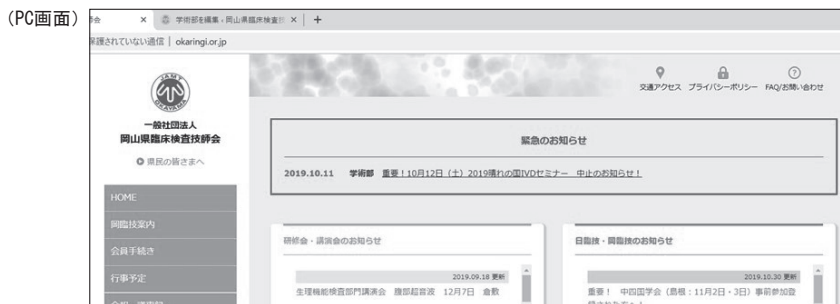 (PC画面)
学術部を編集 - 岡山県臨床検査
保護されていない通信 | okaringi.or.jp
交通アクセス プライバシーポリシー FAQ/お問い合わせ
一般社団法人
岡山県臨床検査技師会
県民の皆さまへ
緊急のお知らせ
2019.10.11 学術部 重要！10月12日（土）2019晴れの国IVDセミナー 中止のお知らせ！
HOME
岡臨技案内
会員手続き
行事予定
研修会・講演会のお知らせ
2019.09.18 更新
生理機能検査部門講演会 腹部超音波 12月7日 倉敷
日臨技・岡臨技のお知らせ
2019.10.30 更新
重要！ 中四国学会（島根：11月2日・3日）事前参加登